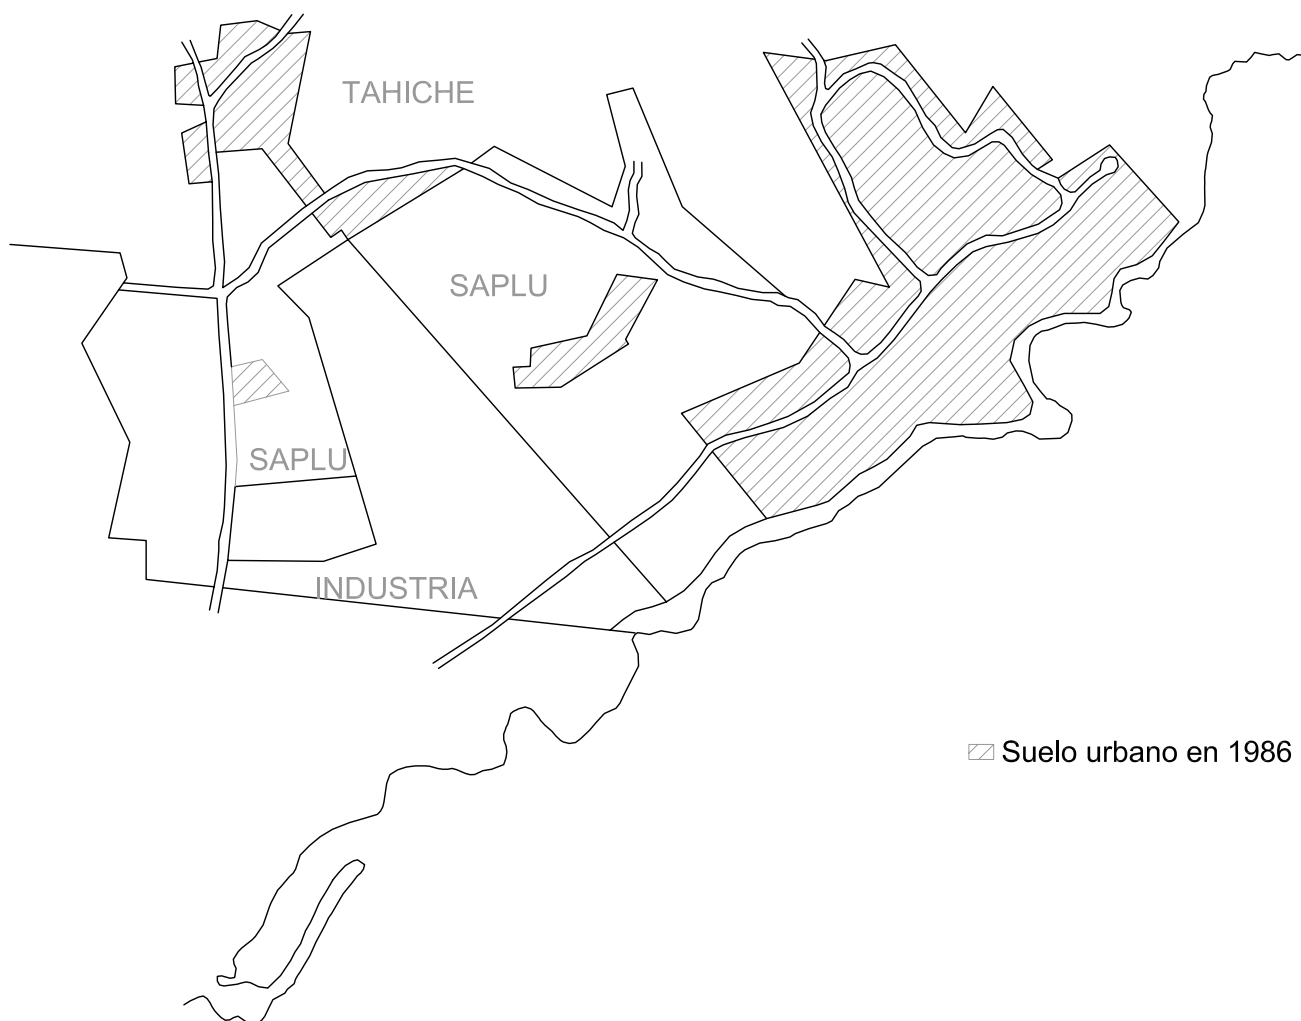 TAHICHE
SAPLU
SAPLU
INDUSTRIA
Suelo urbano en 1986